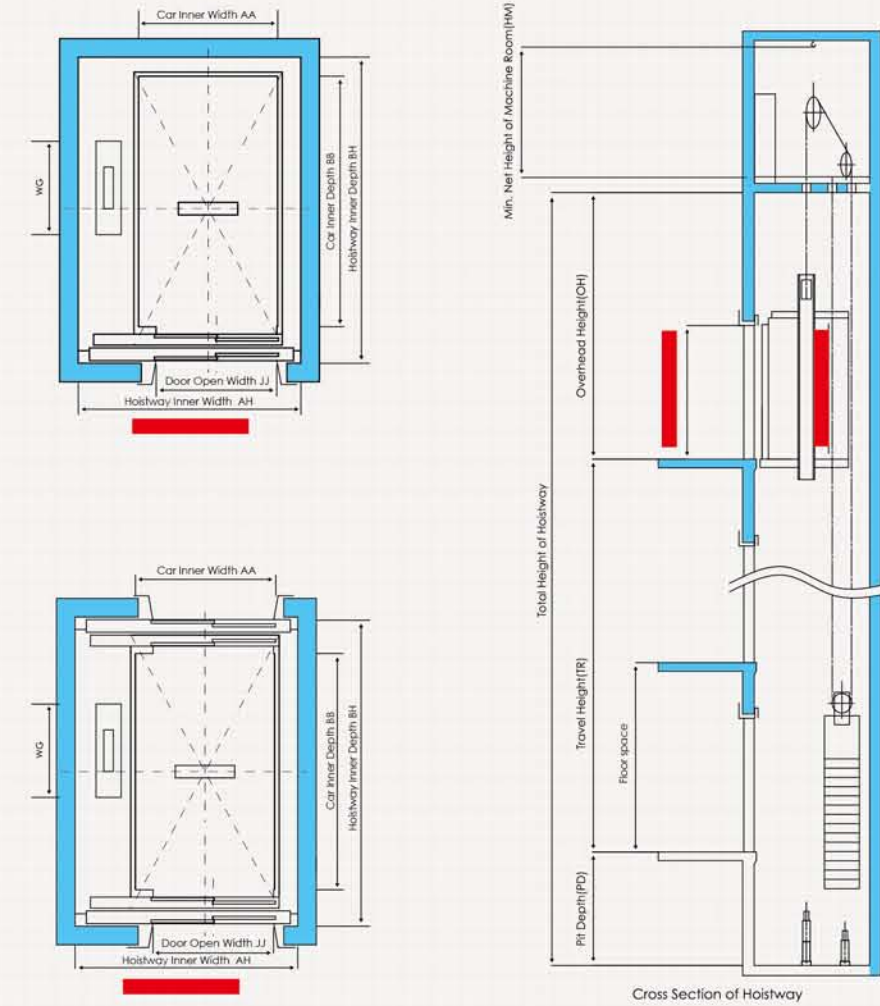 Car Inner Width AA
WG
Car Inner Depth BB
Hoistway Inner Depth BH
Door Open Width JJ
Hoistway Inner Width AH
Car Inner Width AA
WG
Car Inner Depth BB
Hoistway Inner Depth BH
Door Open Width JJ
Hoistway Inner Width AH
Min. Net Height of Machine Room(HM)
Overhead Height(OH)
Total Height of Hoistway
Travel Height(TR)
Floor space
Pit Depth(PD)
Cross Section of Hoistway